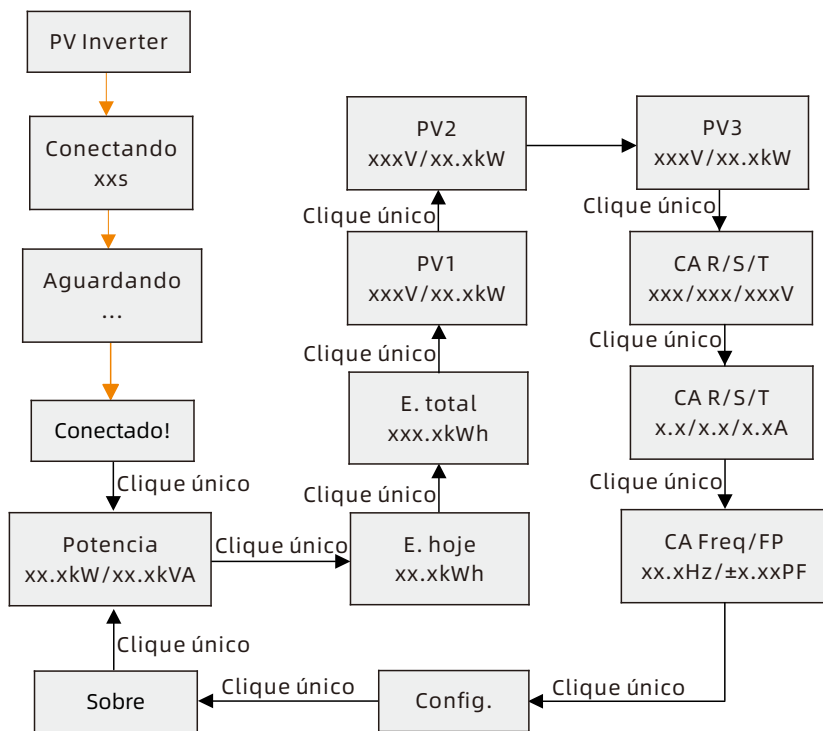 PV Inverter
Conectando
xxs
Aguardando
...
Conectado!
Clique único
Potencia
xx.xkW/xx.xkVA
Clique único
E. hoje
xx.xkWh
Clique único
E. total
xxx.xkWh
Clique único
PV1
xxxV/xx.xkW
Clique único
PV2
xxxV/xx.xkW
PV3
xxxV/xx.xkW
Clique único
CA R/S/T
xxx/xxx/xxxV
Clique único
CA R/S/T
x.x/x.x/x.xA
Clique único
CA Freq/FP
xx.xHz/±x.xxPF
Clique único
Config.
Clique único
Sobre
Clique único